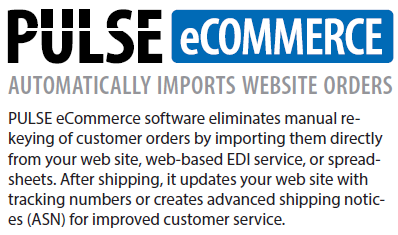 PULSE eCOMMERCE
AUTOMATICALLY IMPORTS WEBSITE ORDERS
PULSE eCommerce software eliminates manual re-
keying of customer orders by importing them directly
from your web site, web-based EDI service, or spread-
sheets. After shipping, it updates your web site with
tracking numbers or creates advanced shipping notic-
es (ASN) for improved customer service.